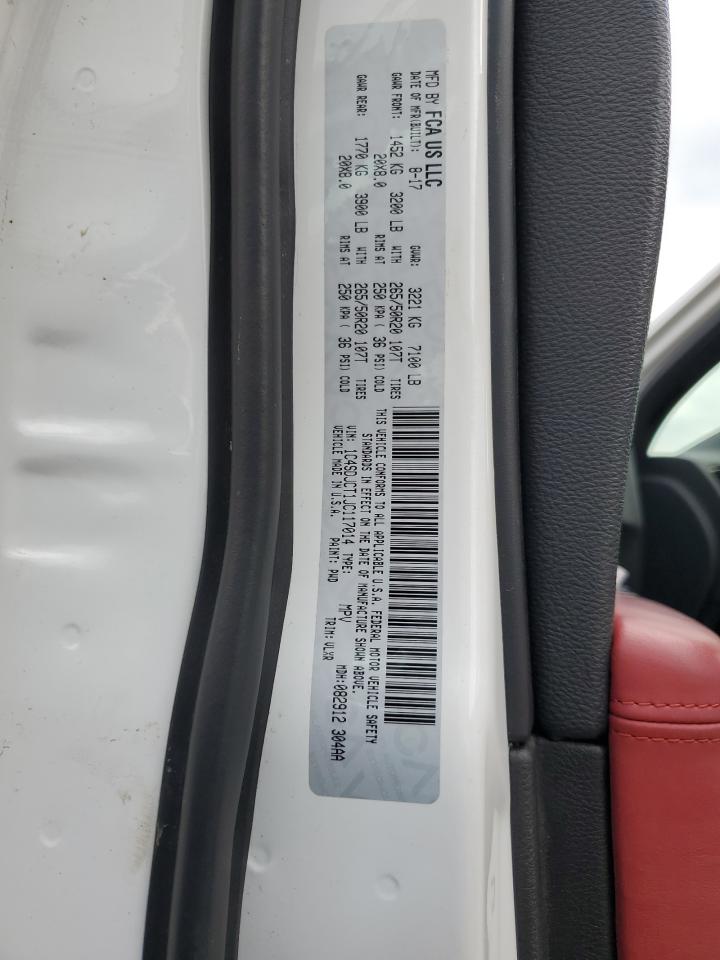 MFD BY FCA US LLC
DATE OF MFR(BUILT): 8-17 GVWR: 3221 KG 7100 LB
GAWR FRONT: 1452 KG 3200 LB WITH 265/50R20 107T TIRES
20X8.0 RIMS AT 250 KPA ( 36 PSI) COLD
GAWR REAR: 1770 KG 3900 LB WITH 265/50R20 107T TIRES
20X8.0 RIMS AT 250 KPA ( 36 PSI) COLD
THIS VEHICLE CONFORMS TO ALL APPLICABLE U.S.A. FEDERAL MOTOR VEHICLE SAFETY
STANDARDS IN EFFECT ON THE DATE OF MANUFACTURE SHOWN ABOVE.
VIN: 1C4SDJCT1JC117014 TYPE: MPV MDH: 082912 304AA
VEHICLE MADE IN U.S.A. PAINT: PWD TRIM: VLXR